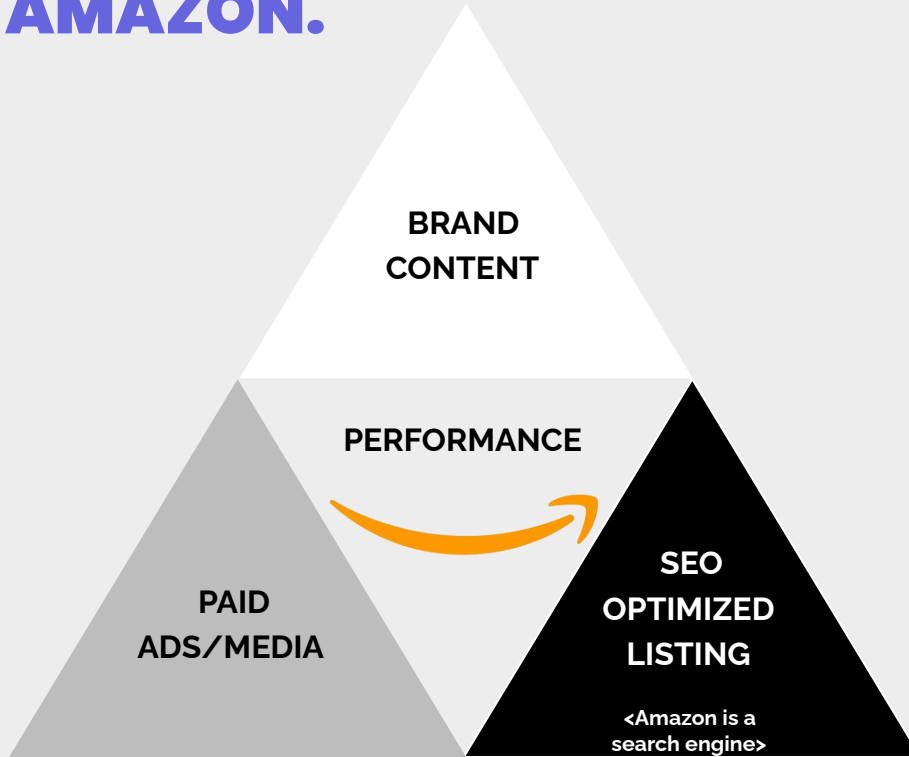 AMAZON.
BRAND
CONTENT
PERFORMANCE
PAID
ADS/MEDIA
SEO
OPTIMIZED
LISTING
<Amazon is a
search engine>